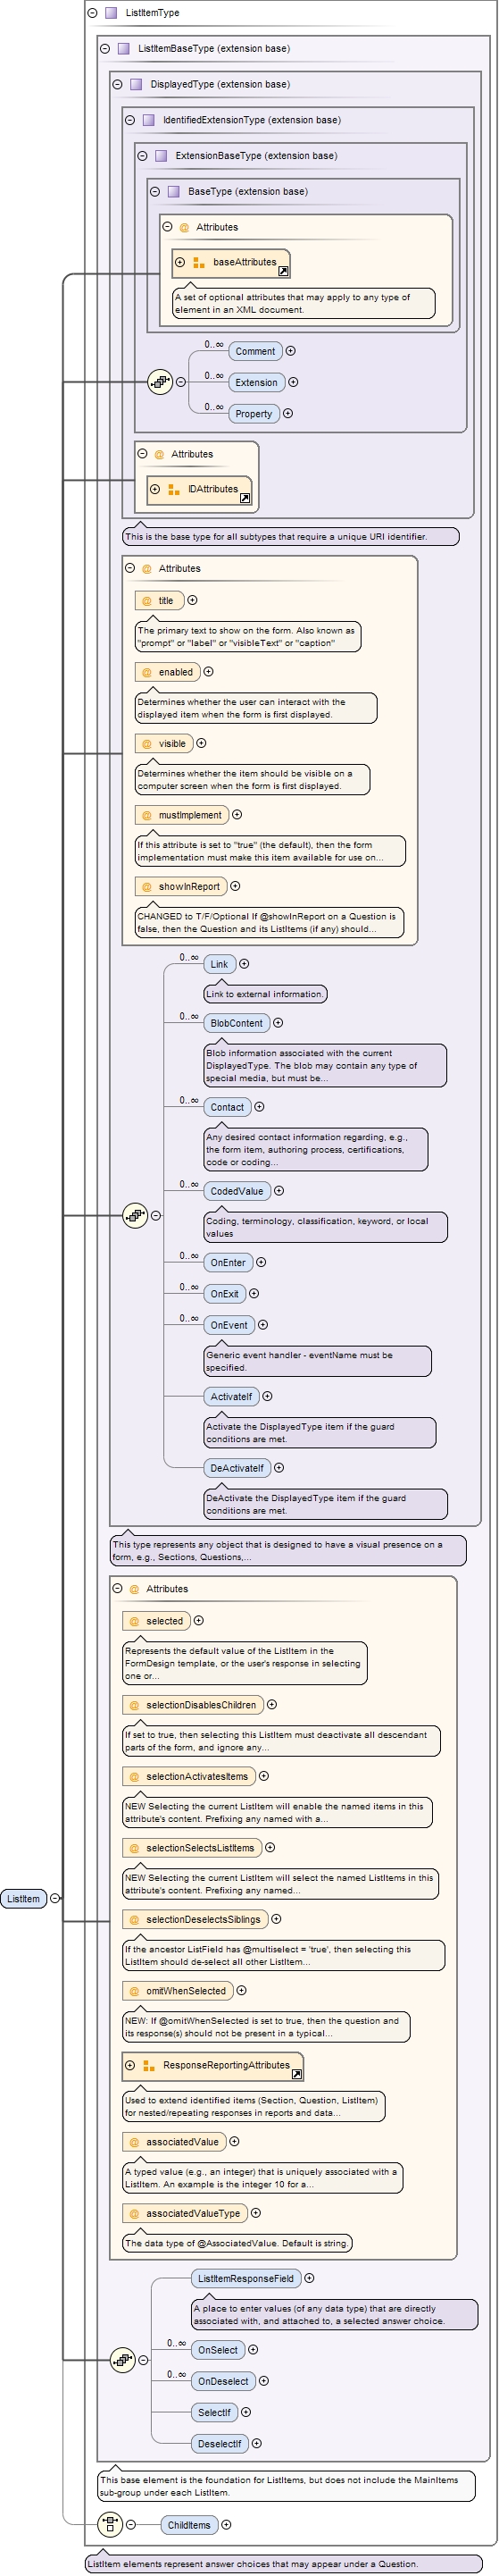 ListItemType
ListItemBaseType (extension base)
DisplayedType (extension base)
IdentifiedExtensionType (extension base)
ExtensionBaseType (extension base)
BaseType (extension base)
@ Attributes
baseAttributes
A set of optional attributes that may apply to any type of
element in an XML document.
0..∞ Comment
0..∞ Extension
0..∞ Property
@ Attributes
IDAttributes
This is the base type for all subtypes that require a unique URI identifier.
@ Attributes
@ title
The primary text to show on the form. Also known as
"prompt" or "label" or "visibleText" or "caption"
@ enabled
Determines whether the user can interact with the
displayed item when the form is first displayed.
@ visible
Determines whether the item should be visible on a
computer screen when the form is first displayed.
@ mustImplement
If this attribute is set to "true" (the default), then the form
implementation must make this item available for use on...
@ showInReport
CHANGED to T/F/Optional If @showInReport on a Question is
false, then the Question and its ListItems (if any) should...
0..∞ Link
Link to external information.
0..∞ BlobContent
Blob information associated with the current
DisplayedType. The blob may contain any type of
special media, but must be...
0..∞ Contact
Any desired contact information regarding, e.g.,
the form item, authoring process, certifications,
code or coding...
0..∞ CodedValue
Coding, terminology, classification, keyword, or local
values
0..∞ OnEnter
0..∞ OnExit
0..∞ OnEvent
Generic event handler - eventName must be
specified.
ActivateIf
Activate the DisplayedType item if the guard
conditions are met.
DeActivateIf
DeActivate the DisplayedType item if the guard
conditions are met.
This type represents any object that is designed to have a visual presence on a
form, e.g., Sections, Questions,...
@ Attributes
@ selected
Represents the default value of the ListItem in the
FormDesign template, or the user's response in selecting
one or...
@ selectionDisablesChildren
If set to true, then selecting this ListItem must deactivate all descendant
parts of the form, and ignore any...
@ selectionActivatesItems
NEW Selecting the current ListItem will enable the named items in this
attribute's content. Prefixing any named with a...
@ selectionSelectsListItems
NEW Selecting the current ListItem will select the named ListItems in this
attribute's content. Prefixing any named...
ListItem
@ selectionDeselectsSiblings
If the ancestor ListField has @multiselect = 'true', then selecting this
ListItem should de-select all other ListItem...
@ omitWhenSelected
NEW: If @omitWhenSelected is set to true, then the question and
its response(s) should not be present in a typical...
ResponseReportingAttributes
Used to extend identified items (Section, Question, ListItem)
for nested/repeating responses in reports and data...
@ associatedValue
A typed value (e.g., an integer) that is uniquely associated with a
ListItem. An example is the integer 10 for a...
@ associatedValueType
The data type of @AssociatedValue. Default is string.
ListItemResponseField
A place to enter values (of any data type) that are directly
associated with, and attached to, a selected answer choice.
0..∞ OnSelect
0..∞ OnDeselect
SelectIf
DeselectIf
This base element is the foundation for ListItems, but does not include the MainItems
sub-group under each ListItem.
ChildItems
ListItem elements represent answer choices that may appear under a Question.